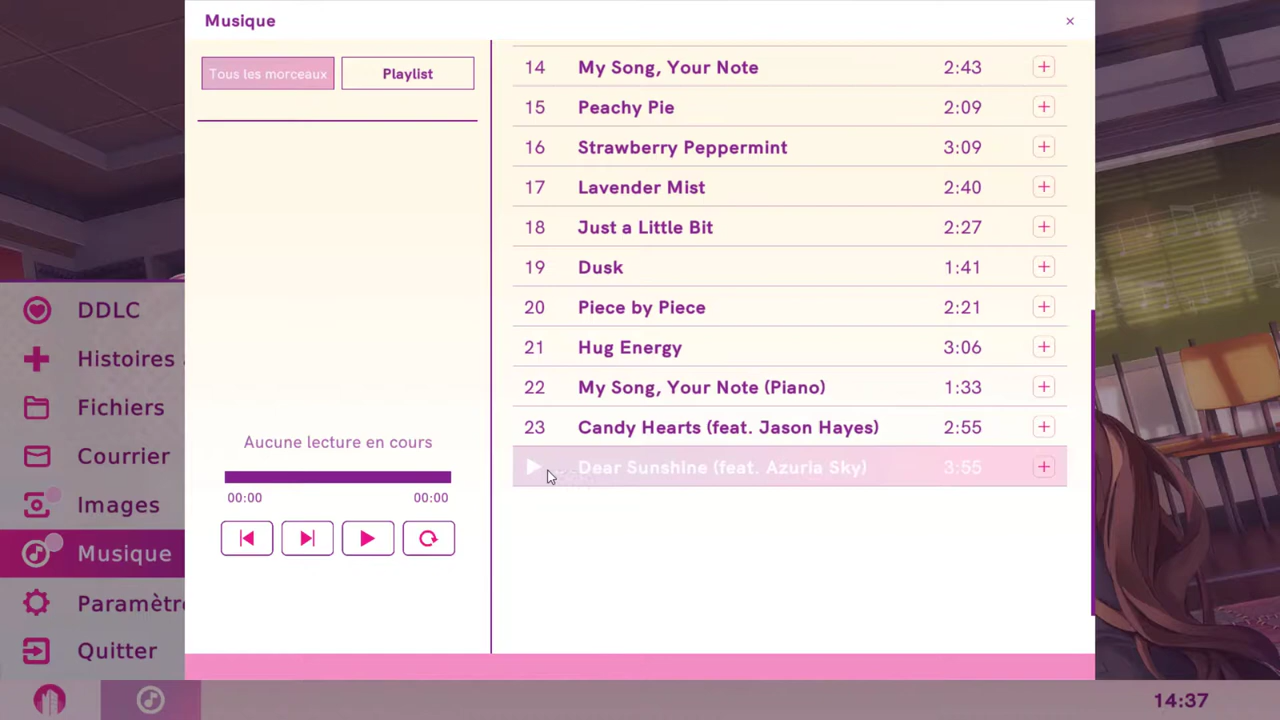 Musique
×
Tous les morceaux
Playlist
14 My Song, Your Note 2:43
15 Peachy Pie 2:09
16 Strawberry Peppermint 3:09
17 Lavender Mist 2:40
18 Just a Little Bit 2:27
19 Dusk 1:41
20 Piece by Piece 2:21
21 Hug Energy 3:06
22 My Song, Your Note (Piano) 1:33
23 Candy Hearts (feat. Jason Hayes) 2:55
Dear Sunshine (feat. Azuria Sky) 3:55
Aucune lecture en cours
00:00 00:00
DDLC
Histoires
Fichiers
Courrier
Images
Musique
Paramètr
Quitter
14:37